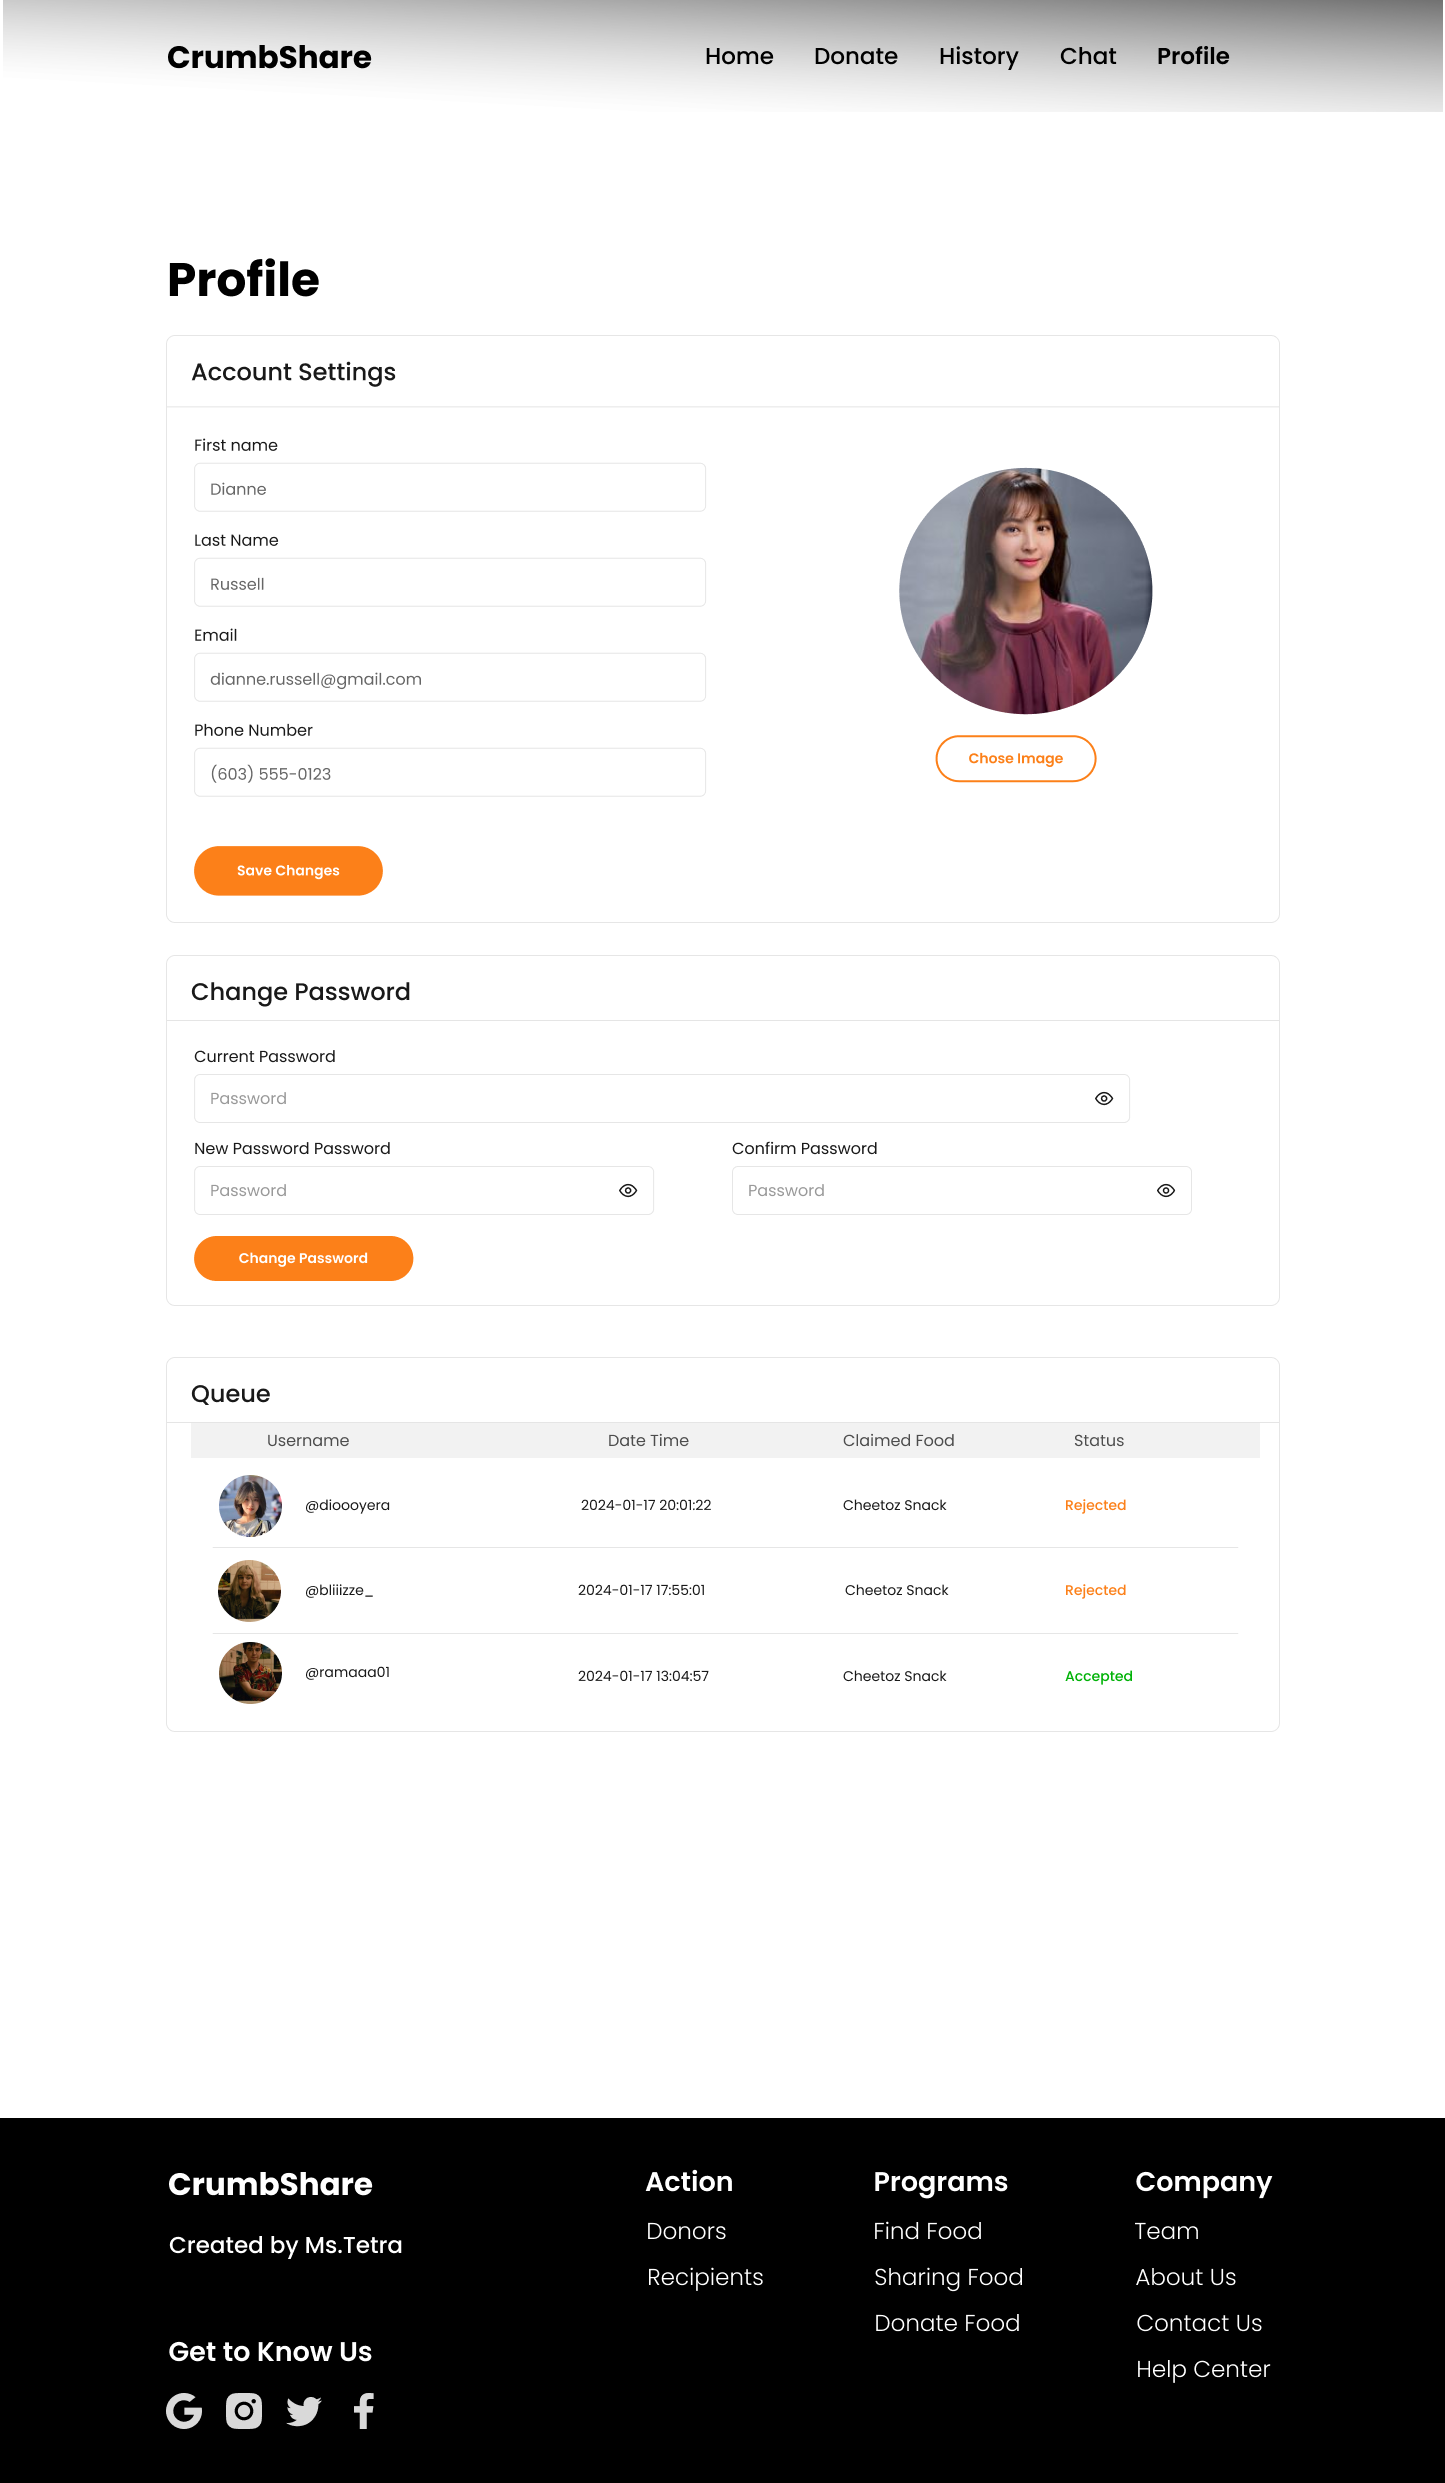 CrumbShare Home Donate History Chat Profile
Profile
Account Settings
First name
Dianne
Last Name
Russell
Email
dianne.russell@gmail.com
Phone Number
(603) 555-0123
Chose Image
Save Changes
Change Password
Current Password
Password
New Password Password Confirm Password
Password Password
Change Password
Queue
Username Date Time Claimed Food Status
@dioooyera 2024-01-17 20:01:22 Cheetoz Snack Rejected
@bliiizze_ 2024-01-17 17:55:01 Cheetoz Snack Rejected
@ramaaa01 2024-01-17 13:04:57 Cheetoz Snack Accepted
CrumbShare
Created by Ms.Tetra
Get to Know Us
Action
Donors
Recipients
Programs
Find Food
Sharing Food
Donate Food
Company
Team
About Us
Contact Us
Help Center